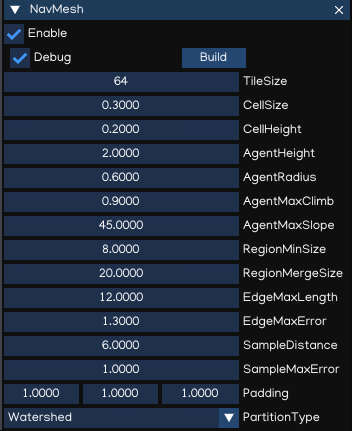 NavMesh
Enable
Debug Build
64 TileSize
0.3000 CellSize
0.2000 CellHeight
2.0000 AgentHeight
0.6000 AgentRadius
0.9000 AgentMaxClimb
45.0000 AgentMaxSlope
8.0000 RegionMinSize
20.0000 RegionMergeSize
12.0000 EdgeMaxLength
1.3000 EdgeMaxError
6.0000 SampleDistance
1.0000 SampleMaxError
1.0000 1.0000 1.0000 Padding
Watershed PartitionType